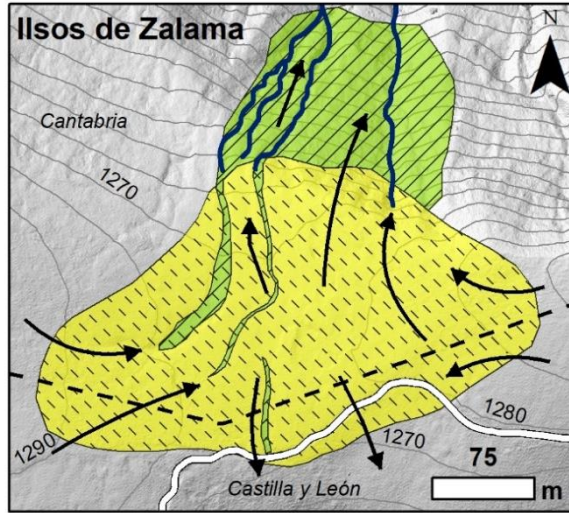 Ilsos de Zalama
N
Cantabria
1270
1290
1280
1270
75
Castilla y León
m